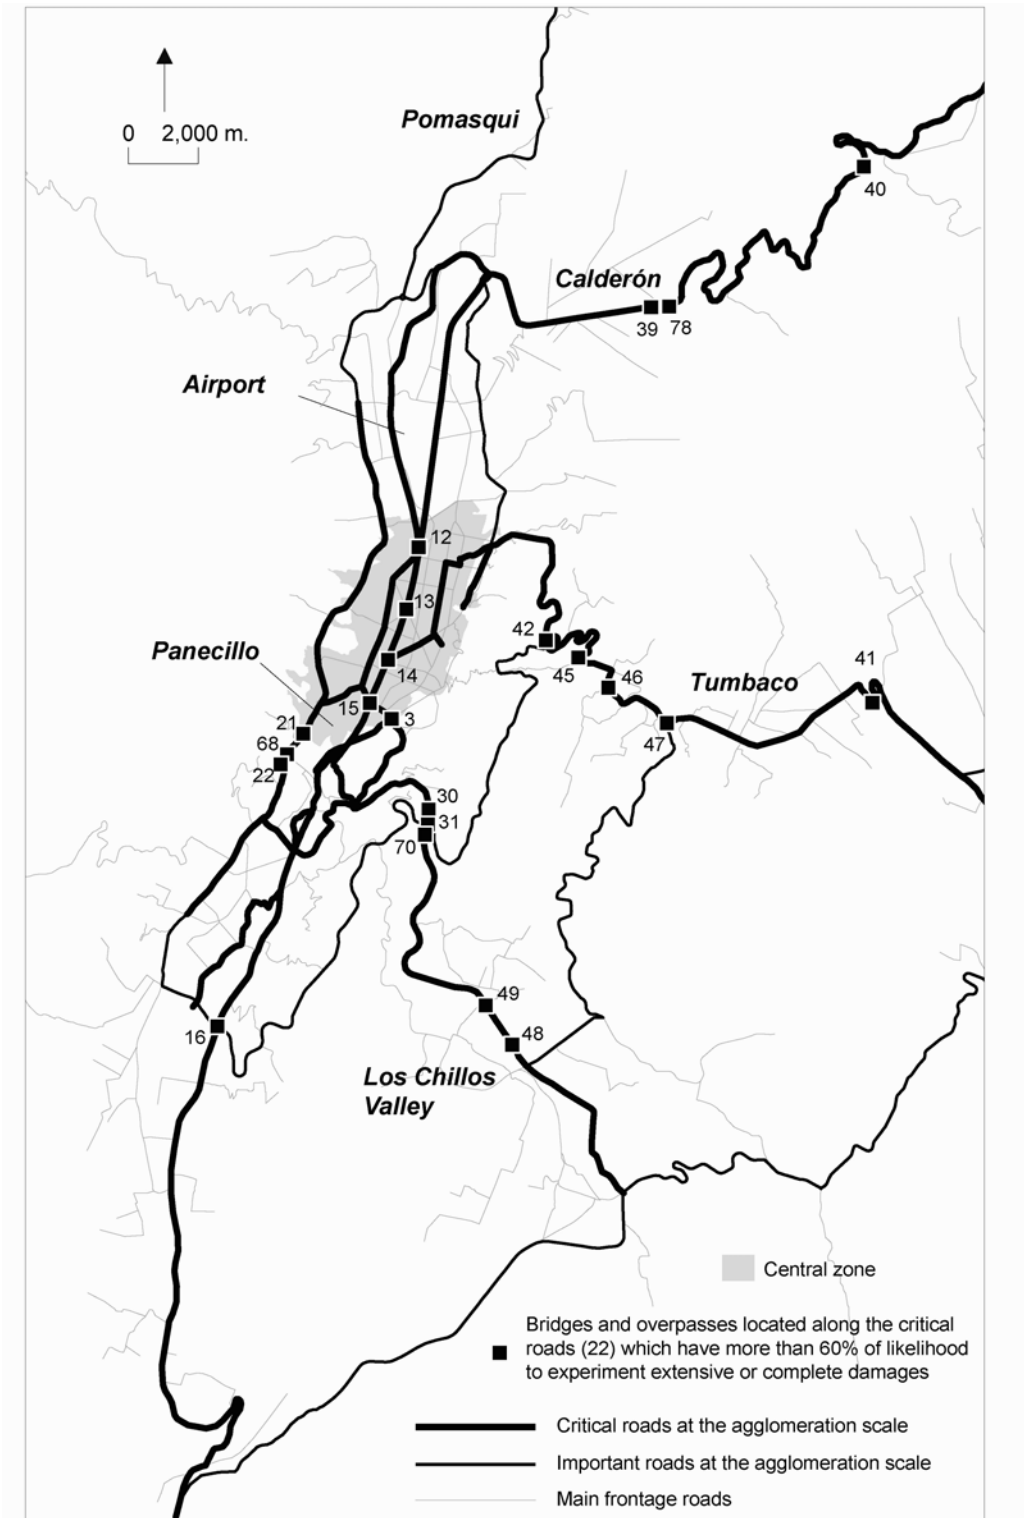 Pomasqui
0 2,000 m.
40
Calderón
39 78
Airport
12
13
42
Panecillo
14
45
46
Tumbaco
41
15
3
21
47
68
22
30
31
70
49
48
16
Los Chillos
Valley
Central zone
Bridges and overpasses located along the critical
roads (22) which have more than 60% of likelihood
to experiment extensive or complete damages
Critical roads at the agglomeration scale
Important roads at the agglomeration scale
Main frontage roads